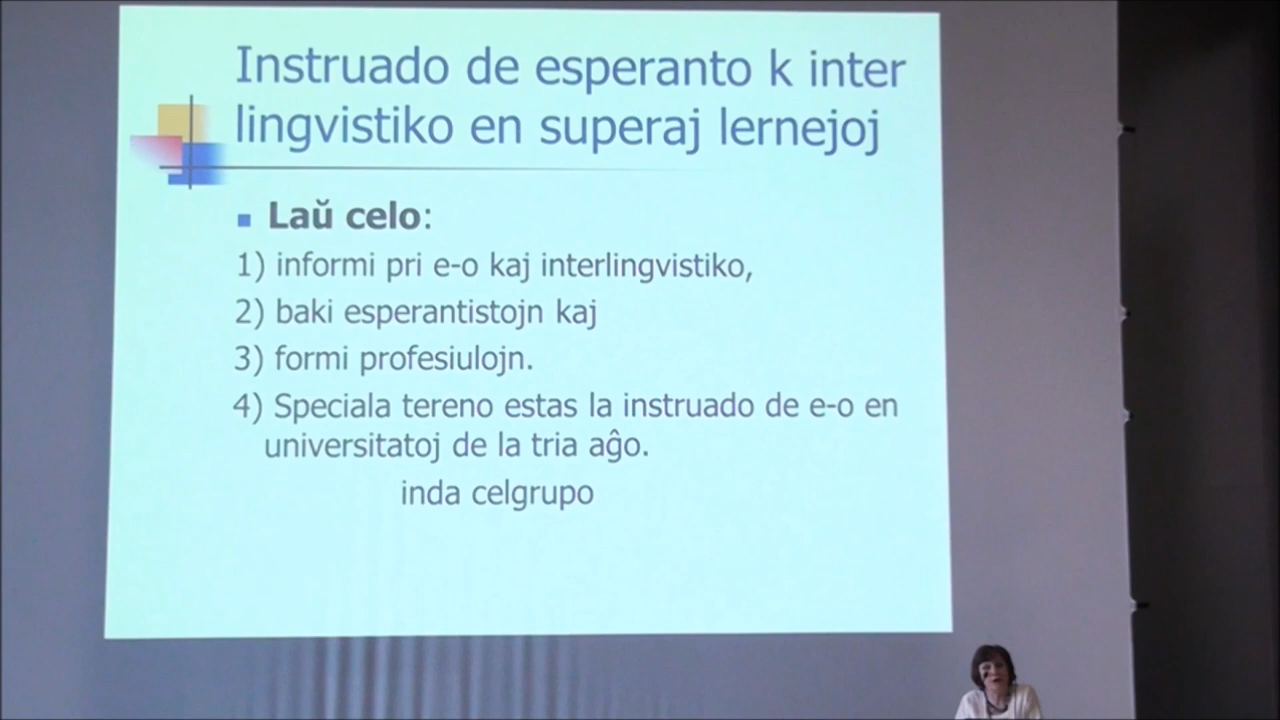 Instruado de esperanto k inter
lingvistiko en superaj lernejoj
Laŭ celo:
1) informi pri e-o kaj interlingvistiko,
2) baki esperantistojn kaj
3) formi profesiulojn.
4) Speciala tereno estas la instruado de e-o en
universitatoj de la tria aĝo.
inda celgrupo